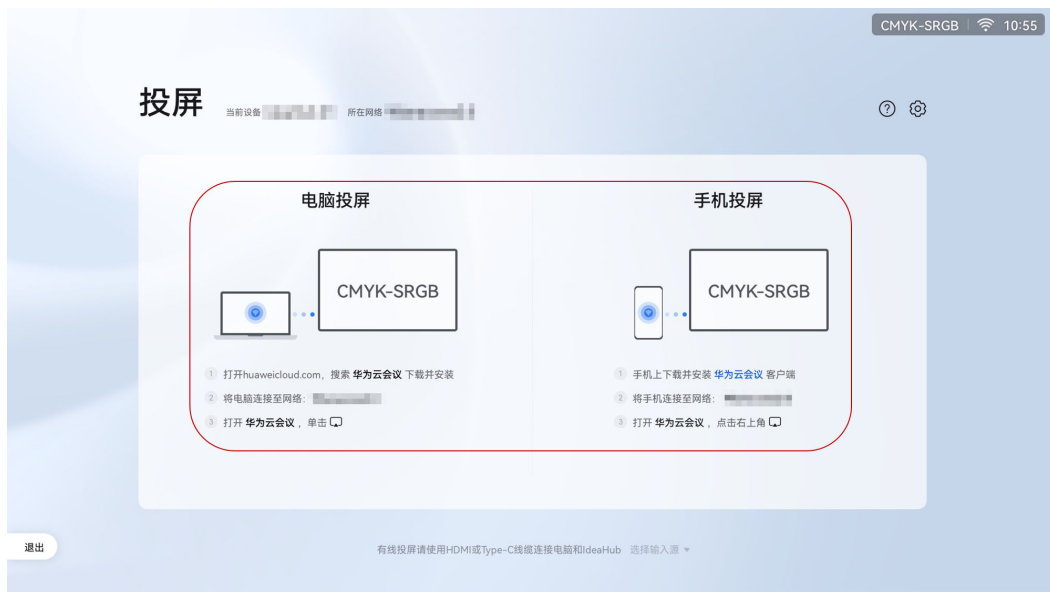 CMYK-SRGB 10:55
投屏 当前设备 所在网络
电脑投屏
CMYK-SRGB
1 打开huaweicloud.com，搜索 华为云会议 下载并安装
2 将电脑连接至网络：
3 打开 华为云会议 ，单击
手机投屏
CMYK-SRGB
1 手机上下载并安装 华为云会议 客户端
2 将手机连接至网络：
3 打开 华为云会议 ，点击右上角
退出
有线投屏请使用HDMI或Type-C线缆连接电脑和IdeaHub 选择输入源